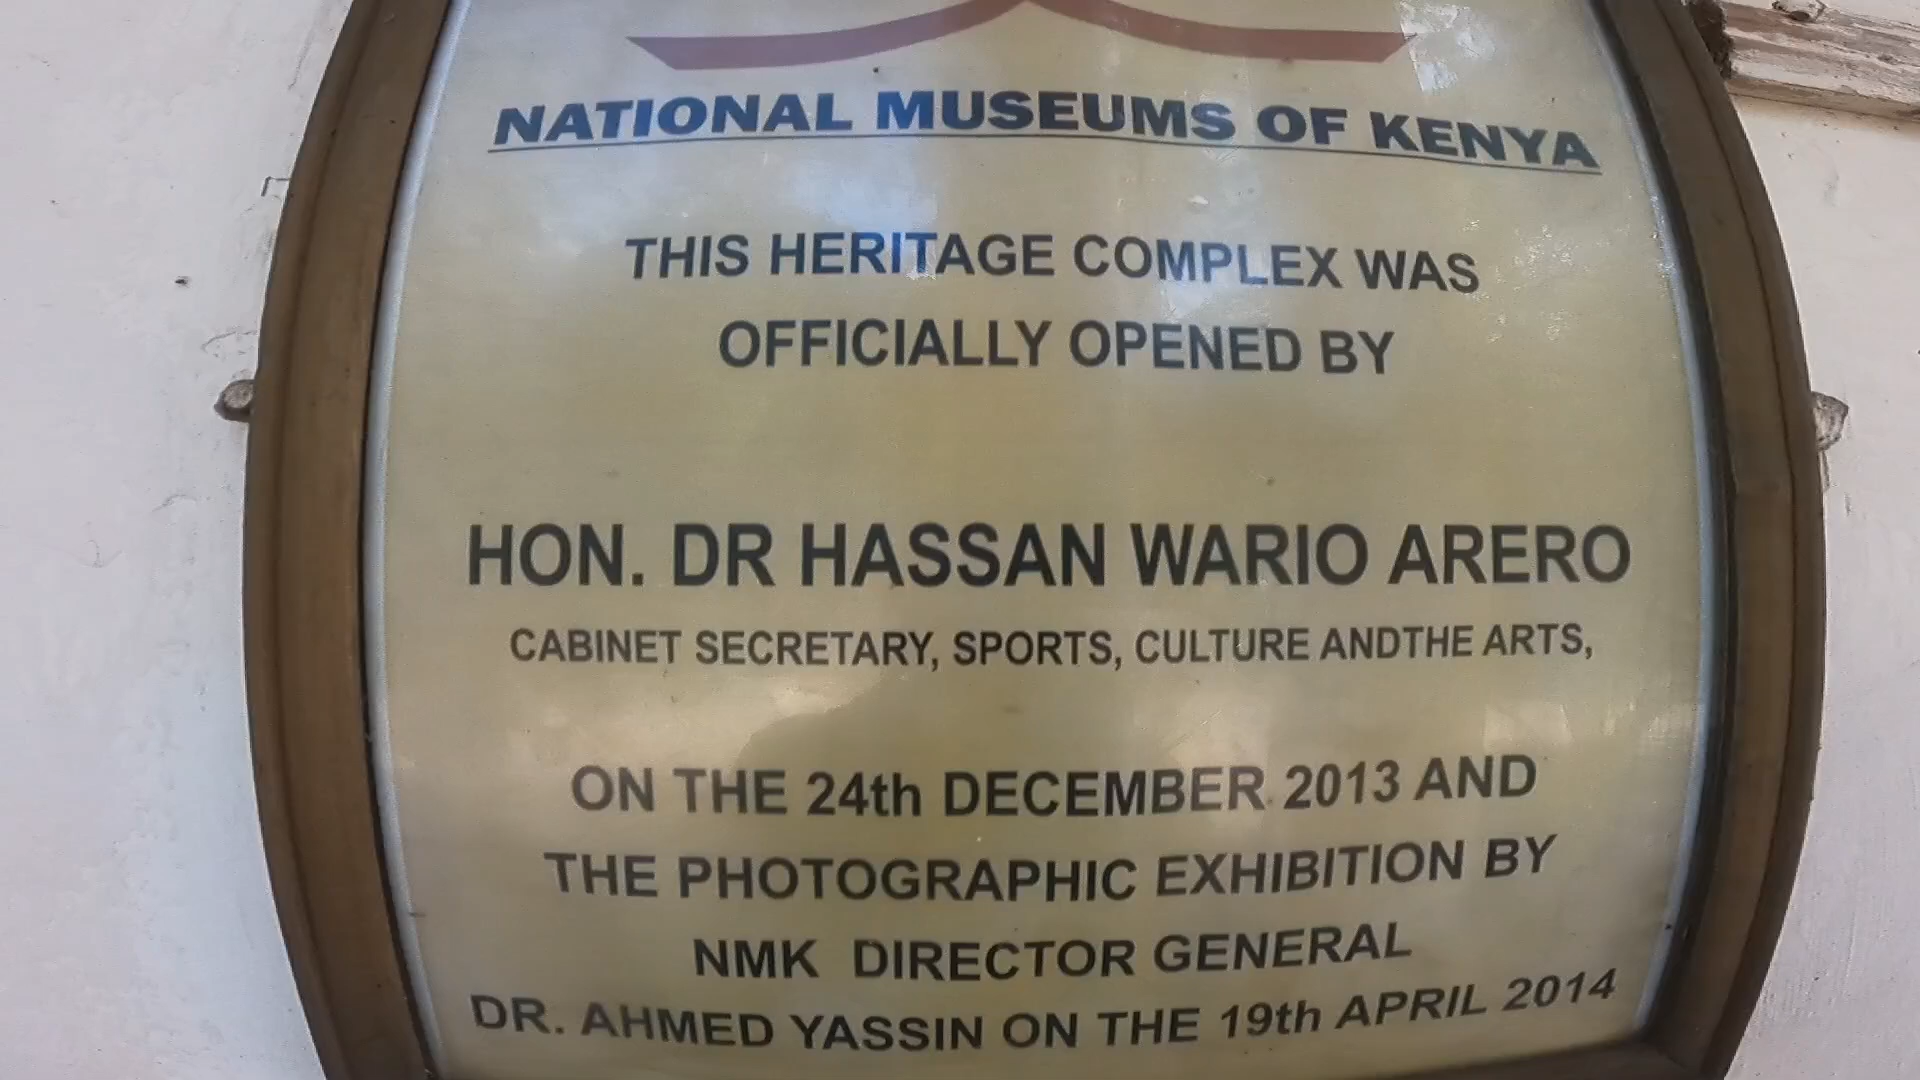 NATIONAL MUSEUMS OF KENYA
THIS HERITAGE COMPLEX WAS
OFFICIALLY OPENED BY
HON. DR HASSAN WARIO ARERO
CABINET SECRETARY, SPORTS, CULTURE ANDTHE ARTS,
ON THE 24th DECEMBER 2013 AND
THE PHOTOGRAPHIC EXHIBITION BY
NMK DIRECTOR GENERAL
DR. AHMED YASSIN ON THE 19th APRIL 2014